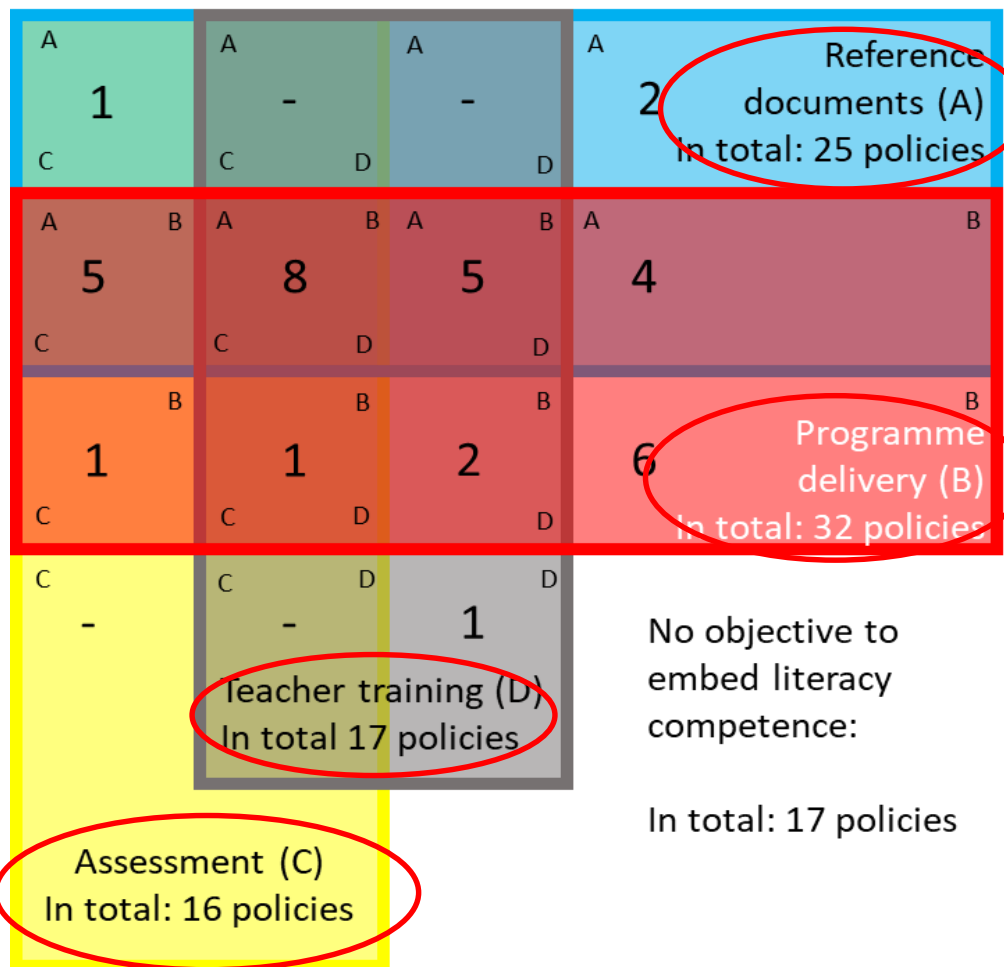 A A A A
Reference
1 - - 2 documents (A)
C C D D In total: 25 policies
A B A B A B A B
5 8 5 4
C C D D
B B B B
Programme
1 1 2 6 delivery (B)
C C D D In total: 32 policies
C C D D
- - 1
Teacher training (D)
In total 17 policies
No objective to
embed literacy
competence:
In total: 17 policies
Assessment (C)
In total: 16 policies